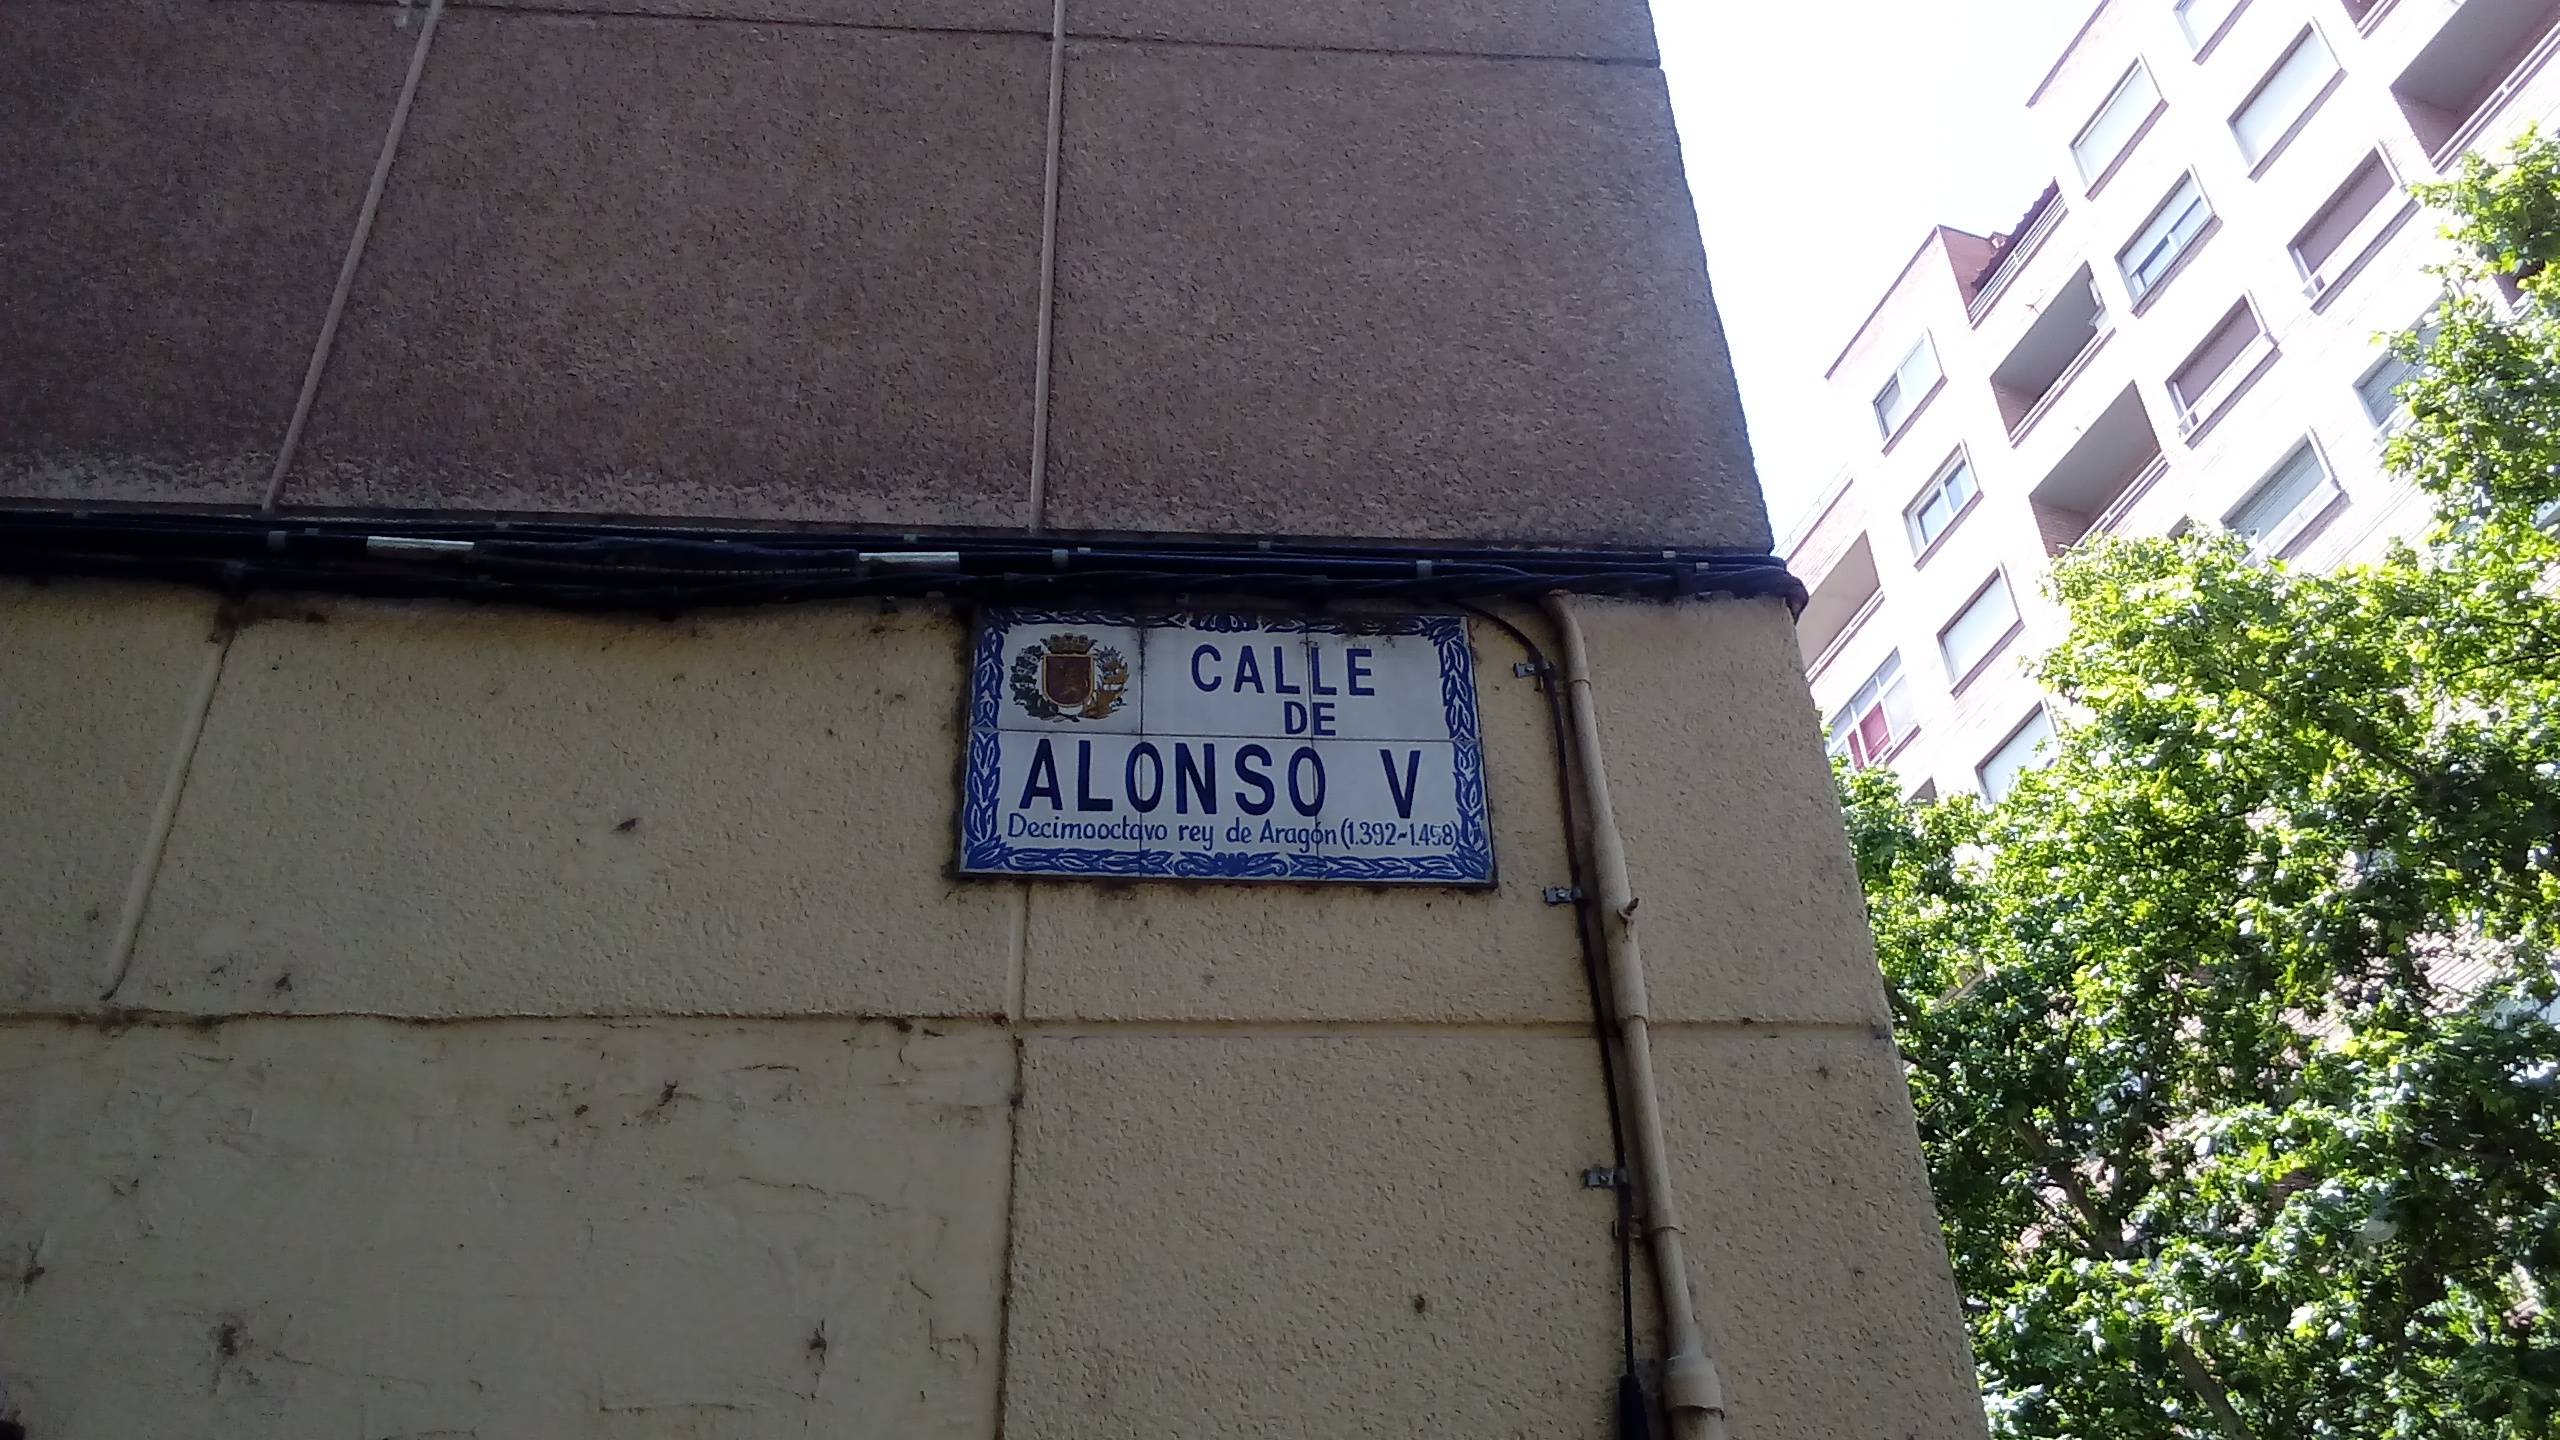 CALLE
DE
ALONSO V
Decimooctavo rey de Aragón (1.392~1.458)